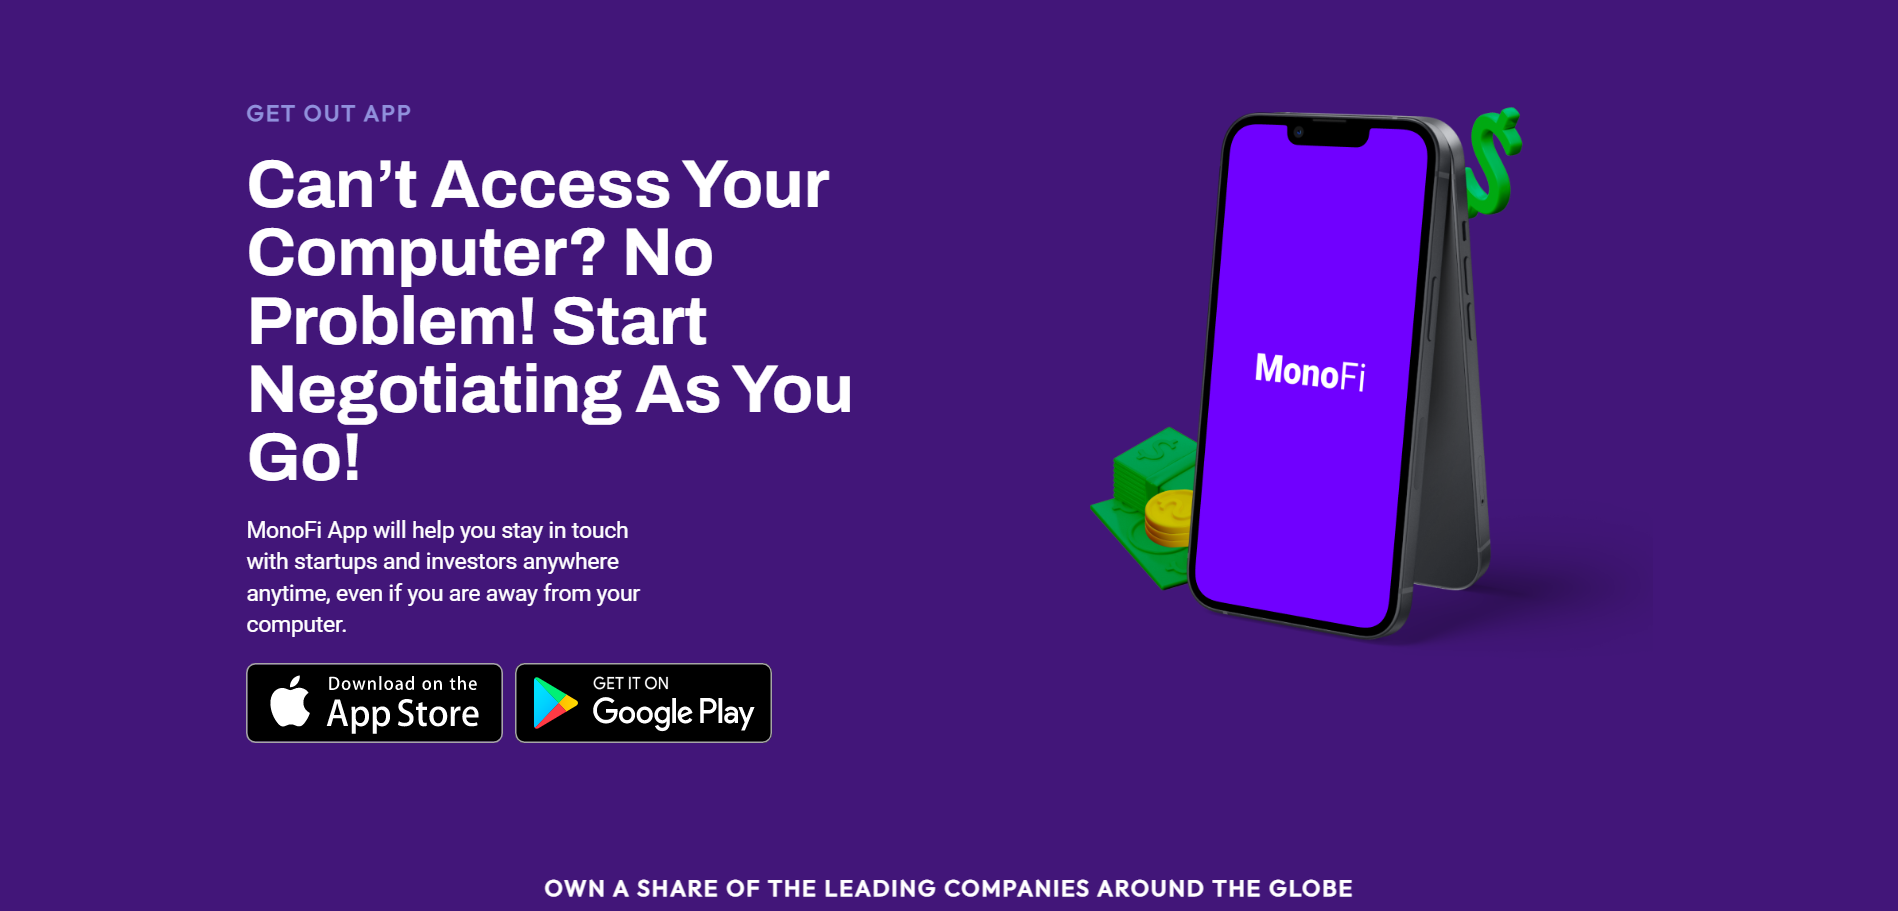 GET OUT APP
Can’t Access Your
Computer? No
Problem! Start
Negotiating As You
Go!
MonoFi App will help you stay in touch
with startups and investors anywhere
anytime, even if you are away from your
computer.
Download on the
App Store
GET IT ON
Google Play
MonoFi
OWN A SHARE OF THE LEADING COMPANIES AROUND THE GLOBE